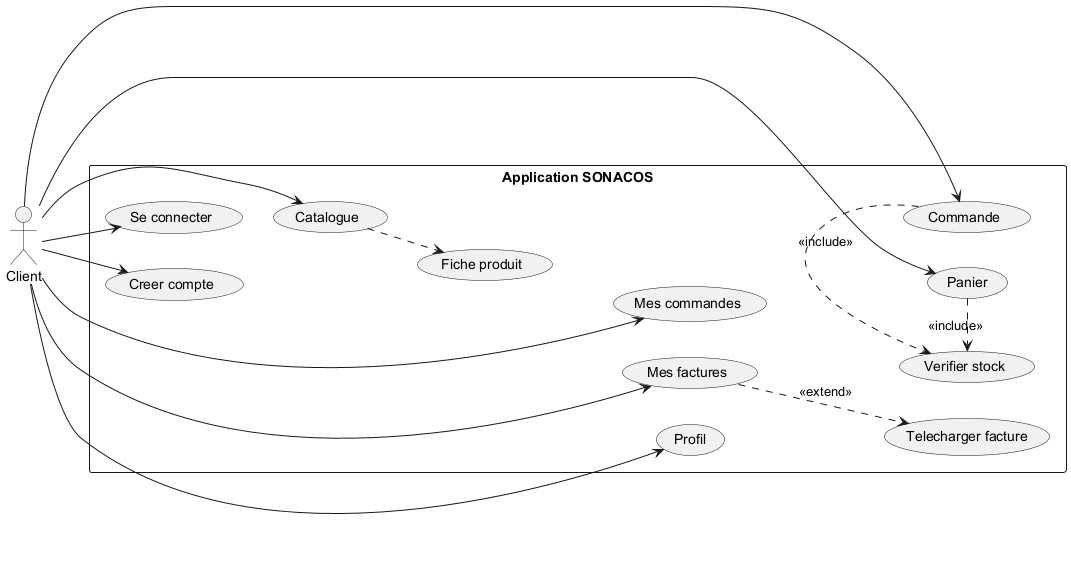 Application SONACOS
Se connecter
Catalogue
Commande
«include»
Fiche produit
Client
Creer compte
Panier
Mes commandes
«include»
Verifier stock
Mes factures
«extend»
Profil
Telecharger facture